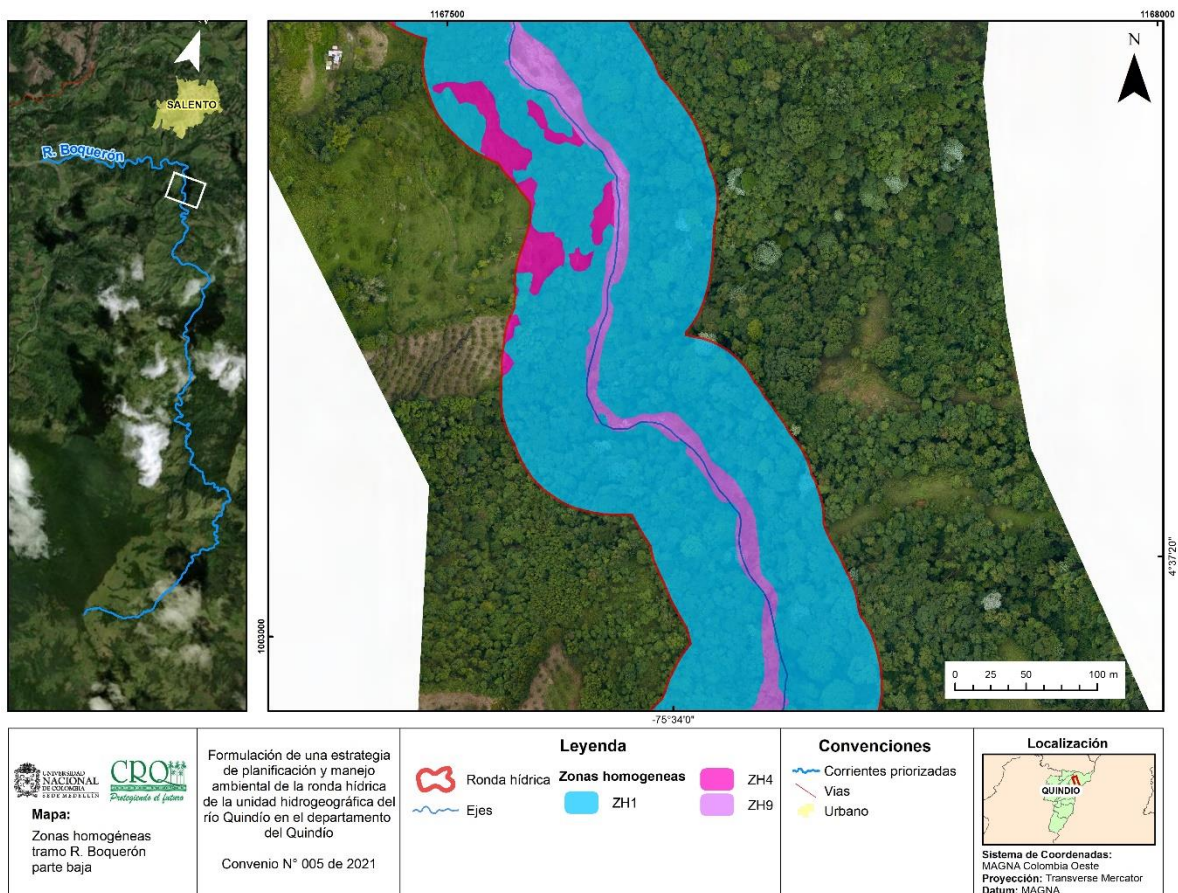 SALENTO
R. Boquerón
1167500
1168000
N
1003000
4°37'20"
-75°34'0"
0 25 50 100 m
UNIVERSIDAD
NACIONAL
DE COLOMBIA
SEDE MEDELLÍN
CRQ
Protegiendo el futuro
Mapa:
Zonas homogéneas
tramo R. Boquerón
parte baja
Formulación de una estrategia
de planificación y manejo
ambiental de la ronda hídrica
de la unidad hidrogeográfica del
río Quindío en el departamento
del Quindío
Convenio N° 005 de 2021
Leyenda
Ronda hídrica
Ejes
Zonas homogeneas
ZH1
ZH4
ZH9
Convenciones
Corrientes priorizadas
Vias
Urbano
Localización
QUINDIO
Sistema de Coordenadas:
MAGNA Colombia Oeste
Proyección: Transverse Mercator
Datum: MAGNA